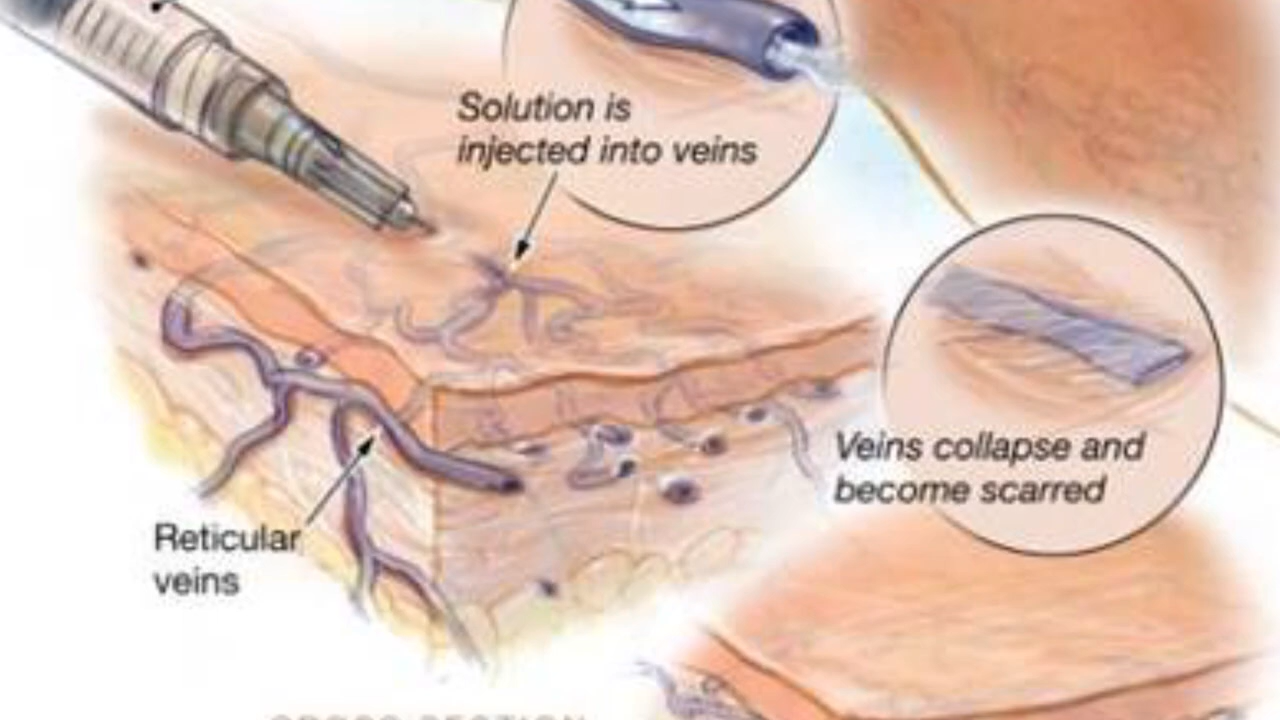 Solution is
injected into veins
Veins collapse and
become scarred
Reticular
veins